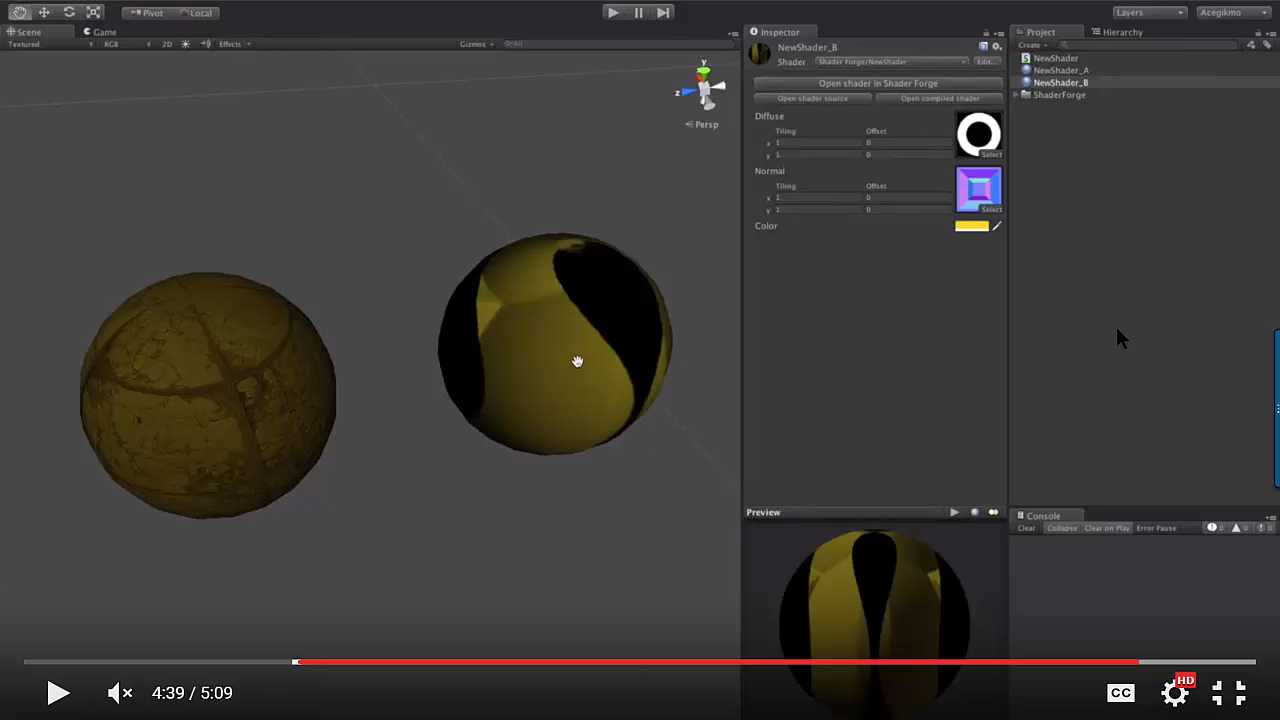 Pivot Local
Layers Acegikmo
Scene Game
Textured RGB 2D Effects Gizmos All
Inspector
Project Hierarchy
Create
NewShader_B
Shader Shader Forge/NewShader Edit...
Open shader in Shader Forge
Open shader source Open compiled shader
NewShader
NewShader_A
NewShader_B
ShaderForge
Diffuse
Tiling Offset
x 1 0
y 1 0
Select
Normal
Tiling Offset
x 1 0
y 1 0
Select
Color
y
z
Persp
Preview
Console
Clear Collapse Clear on Play Error Pause 0 0 0
4:39 / 5:09
CC
HD